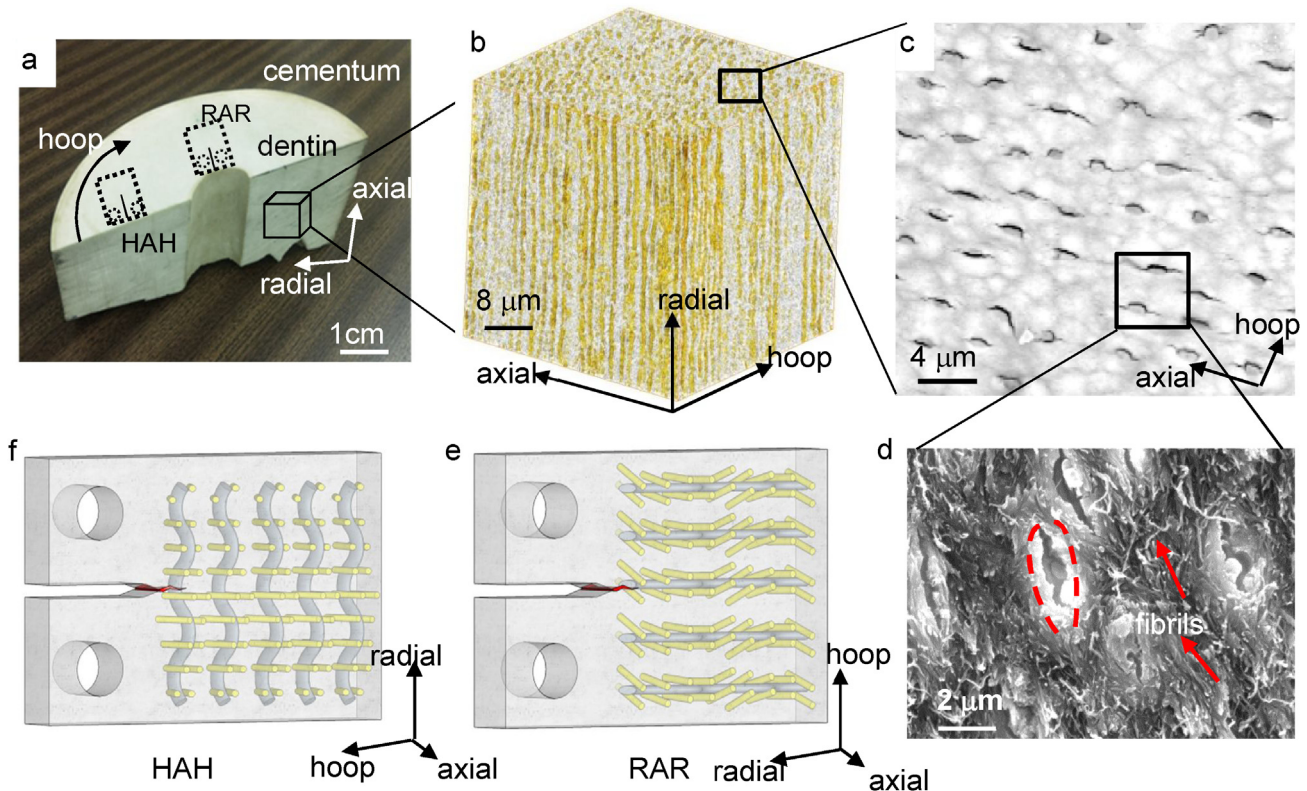 a
cementum
hoop
RAR
dentin
axial
HAH
radial
1cm
b
8 μm
radial
axial
hoop
c
4 μm
hoop
axial
f
radial
HAH
hoop
axial
e
hoop
RAR
radial
axial
d
fibrils
2 μm